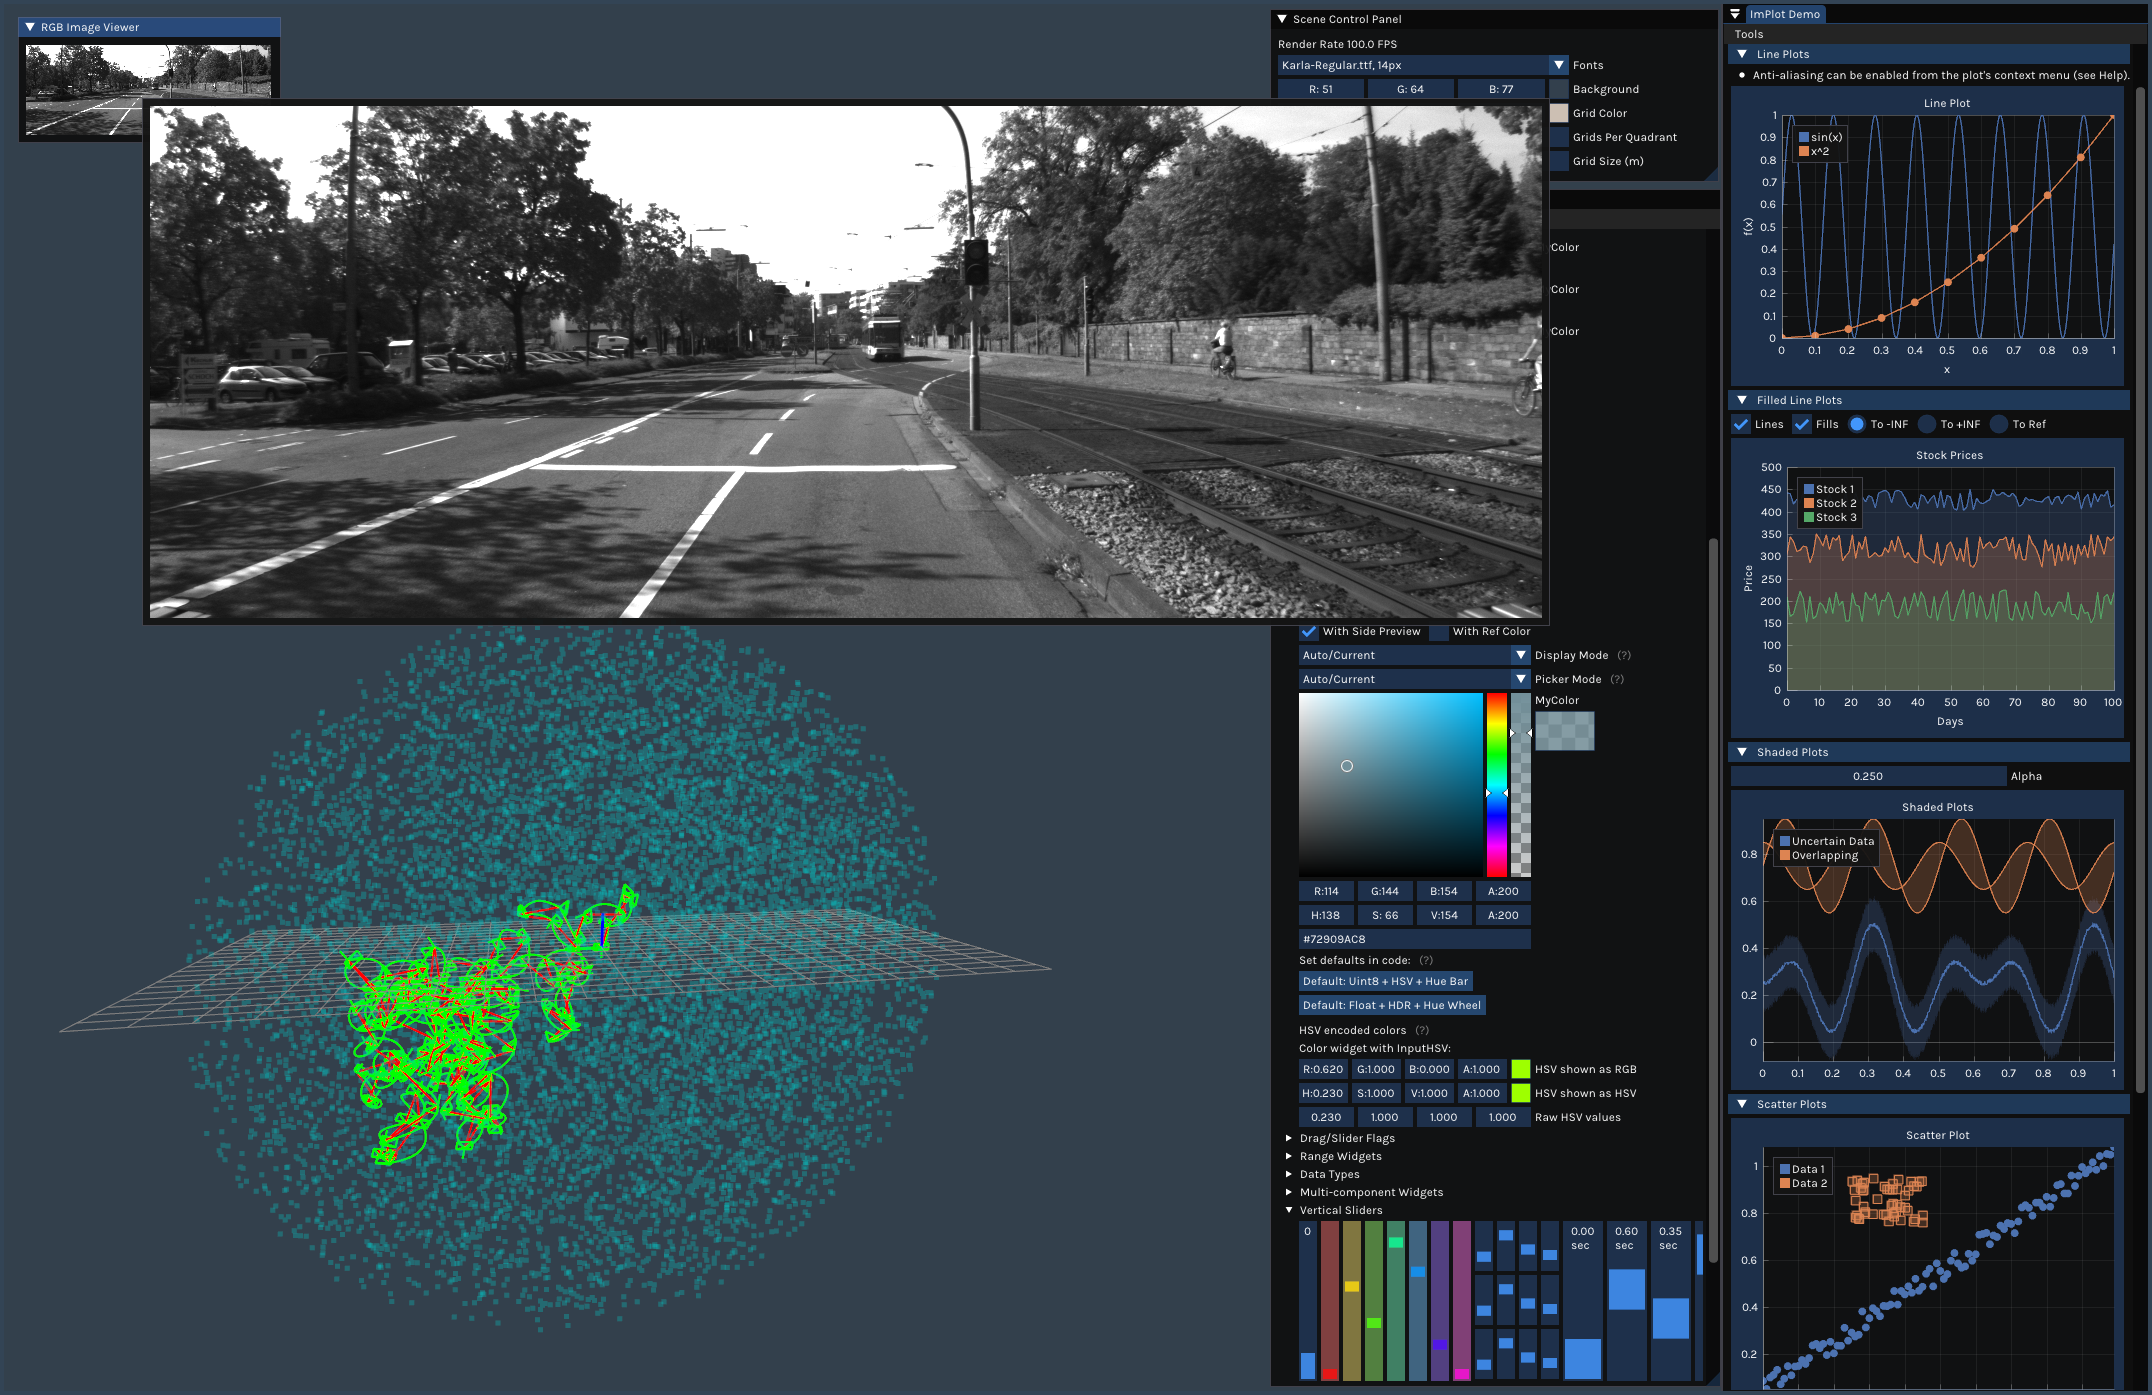 RGB Image Viewer
Scene Control Panel
Render Rate 100.0 FPS
Karla-Regular.ttf, 14px Fonts
R: 51 G: 64 B: 77 Background
Grid Color
Grids Per Quadrant
Grid Size (m)
Color
Color
Color
With Side Preview With Ref Color
Auto/Current Display Mode (?)
Auto/Current Picker Mode (?)
MyColor
R:114 G:144 B:154 A:200
H:138 S: 66 V:154 A:200
#72909AC8
Set defaults in code: (?)
Default: Uint8 + HSV + Hue Bar
Default: Float + HDR + Hue Wheel
HSV encoded colors (?)
Color widget with InputHSV:
R:0.620 G:1.000 B:0.000 A:1.000 HSV shown as RGB
H:0.230 S:1.000 V:1.000 A:1.000 HSV shown as HSV
0.230 1.000 1.000 1.000 Raw HSV values
Drag/Slider Flags
Range Widgets
Data Types
Multi-component Widgets
Vertical Sliders
0 0.00 0.60 0.35
sec sec sec
ImPlot Demo
Tools
Line Plots
Anti-aliasing can be enabled from the plot's context menu (see Help).
Line Plot
sin(x)
x^2
1
0.9
0.8
0.7
0.6
0.5
0.4
0.3
0.2
0.1
0
f(x)
0 0.1 0.2 0.3 0.4 0.5 0.6 0.7 0.8 0.9 1
x
Filled Line Plots
Lines Fills To -INF To +INF To Ref
Stock Prices
Stock 1
Stock 2
Stock 3
500
450
400
350
300
250
200
150
100
50
0
Price
0 10 20 30 40 50 60 70 80 90 100
Days
Shaded Plots
0.250 Alpha
Shaded Plots
Uncertain Data
Overlapping
0.8
0.6
0.4
0.2
0
0 0.1 0.2 0.3 0.4 0.5 0.6 0.7 0.8 0.9 1
Scatter Plots
Scatter Plot
Data 1
Data 2
1
0.8
0.6
0.4
0.2